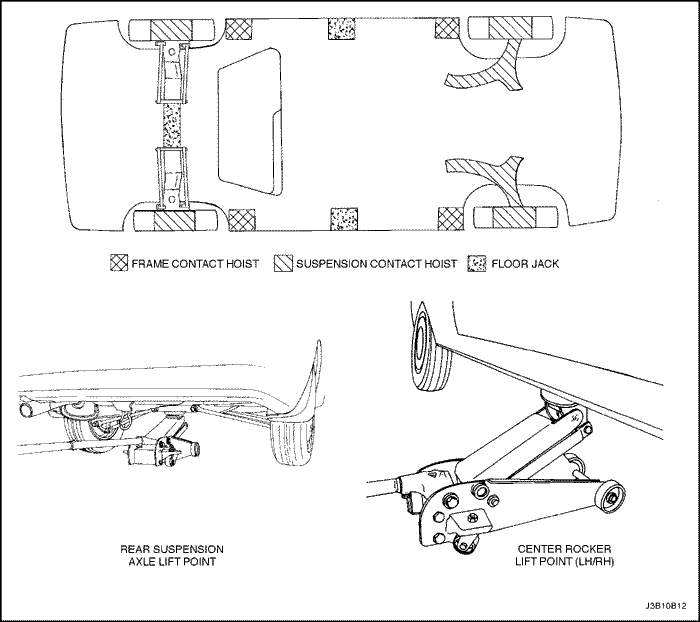 FRAME CONTACT HOIST SUSPENSION CONTACT HOIST FLOOR JACK
REAR SUSPENSION
AXLE LIFT POINT
CENTER ROCKER
LIFT POINT (LH/RH)
J3B10B12